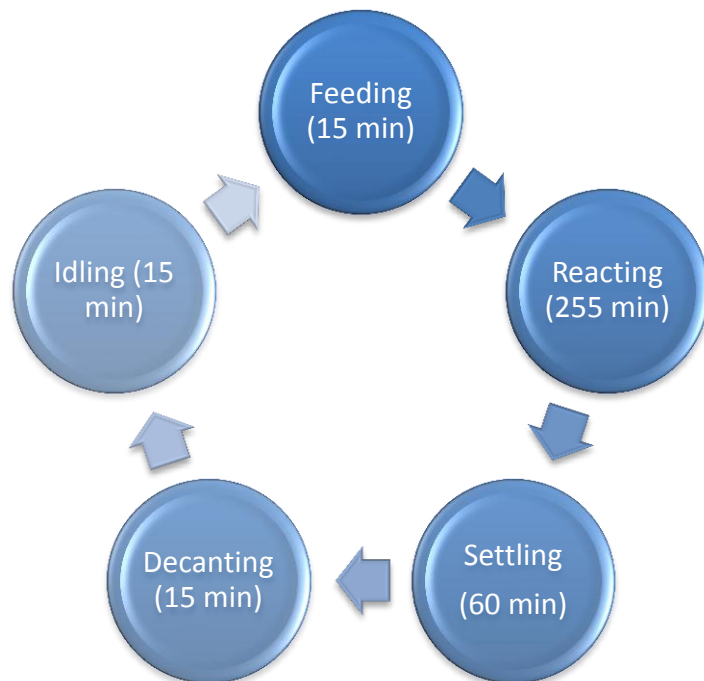 Feeding
(15 min)
Reacting
(255 min)
Settling
(60 min)
Decanting
(15 min)
Idling (15
min)